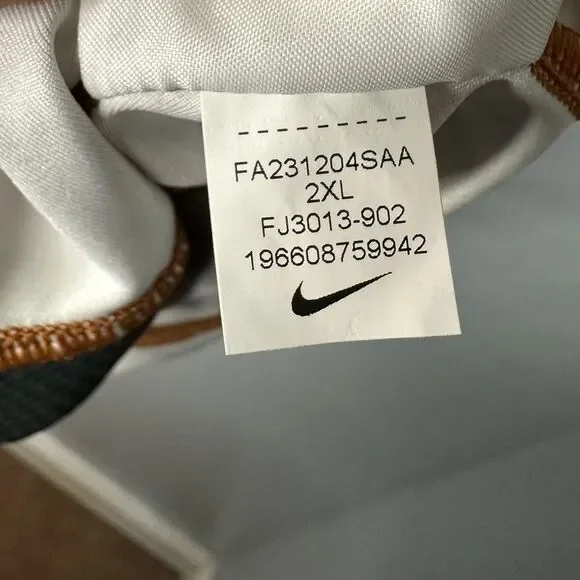 ---------
FA231204SAA
2XL
FJ3013-902
196608759942